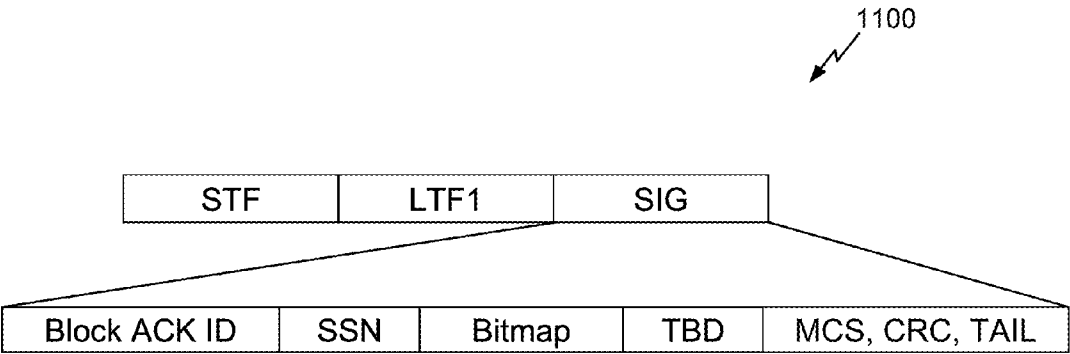 1100
STF LTF1 SIG
Block ACK ID SSN Bitmap TBD MCS, CRC, TAIL